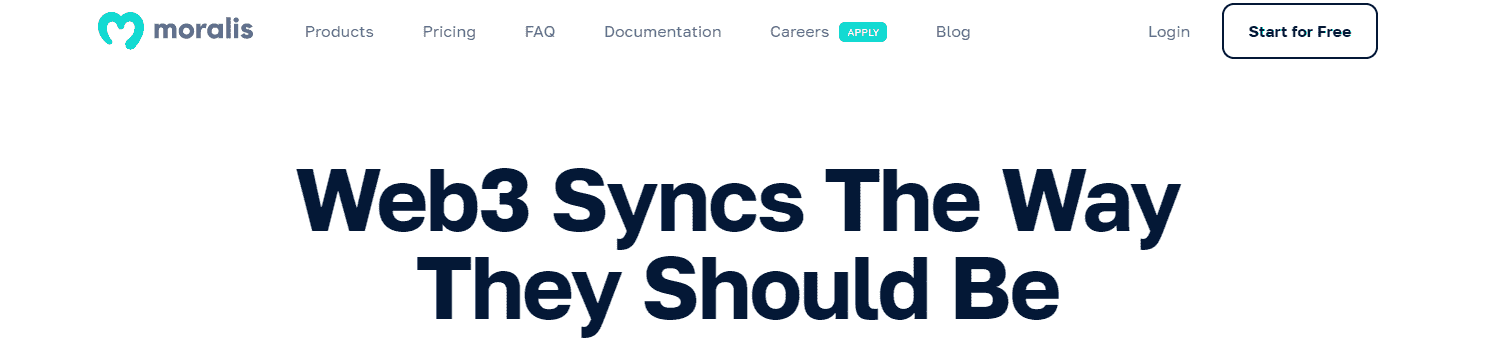 moralis Products Pricing FAQ Documentation Careers APPLY Blog Login Start for Free
Web3 Syncs The Way
They Should Be